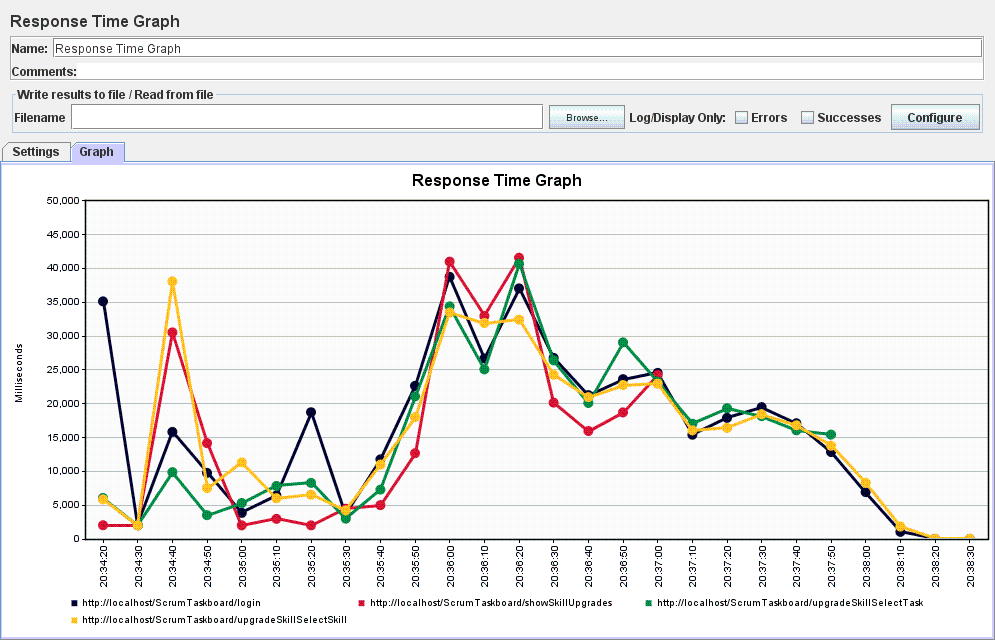 Response Time Graph
Name: Response Time Graph
Comments:
Write results to file / Read from file
Filename Browse... Log/Display Only: Errors Successes Configure
Settings Graph
Response Time Graph
50,000
45,000
40,000
35,000
30,000
25,000
20,000
15,000
10,000
5,000
0
Milliseconds
20:34:20 20:34:30 20:34:40 20:34:50 20:35:00 20:35:10 20:35:20 20:35:30 20:35:40 20:35:50 20:36:00 20:36:10 20:36:20 20:36:30 20:36:40 20:36:50 20:37:00 20:37:10 20:37:20 20:37:30 20:37:40 20:37:50 20:38:00 20:38:10 20:38:20 20:38:30
http://localhost/ScrumTaskboard/login http://localhost/ScrumTaskboard/showSkillUpgrades http://localhost/ScrumTaskboard/upgradeSkillSelectTask
http://localhost/ScrumTaskboard/upgradeSkillSelectSkill